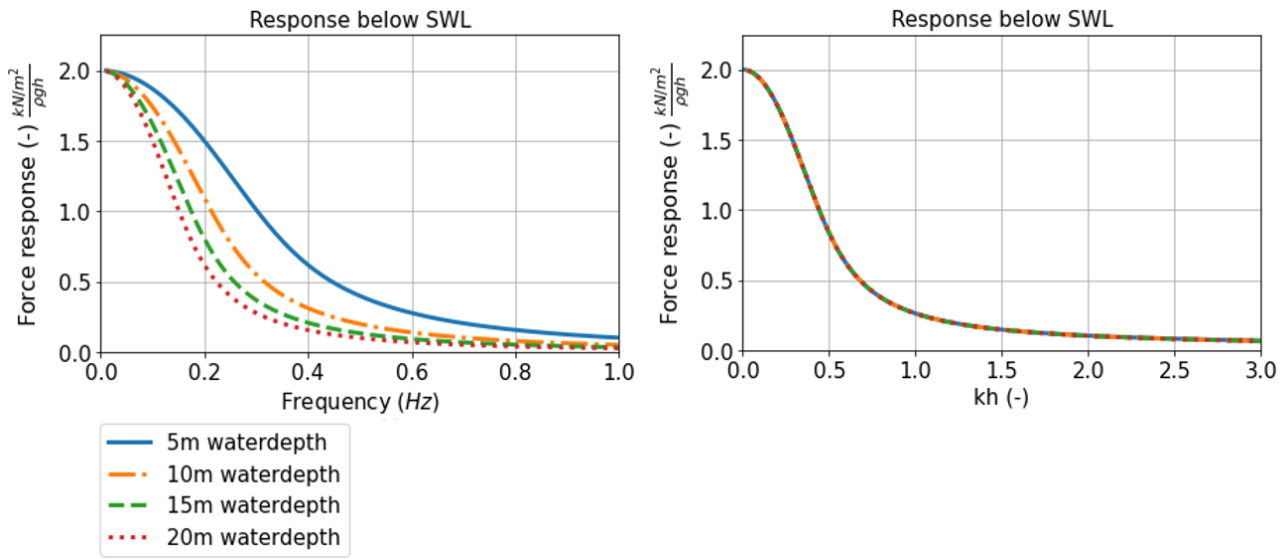 Response below SWL
Force response (-) kN/m²/ρgh
2.0
1.5
1.0
0.5
0.0
0.0 0.2 0.4 0.6 0.8 1.0
Frequency (Hz)
Response below SWL
Force response (-) kN/m²/ρgh
2.0
1.5
1.0
0.5
0.0
0.0 0.5 1.0 1.5 2.0 2.5 3.0
kh (-)
5m waterdepth
10m waterdepth
15m waterdepth
20m waterdepth